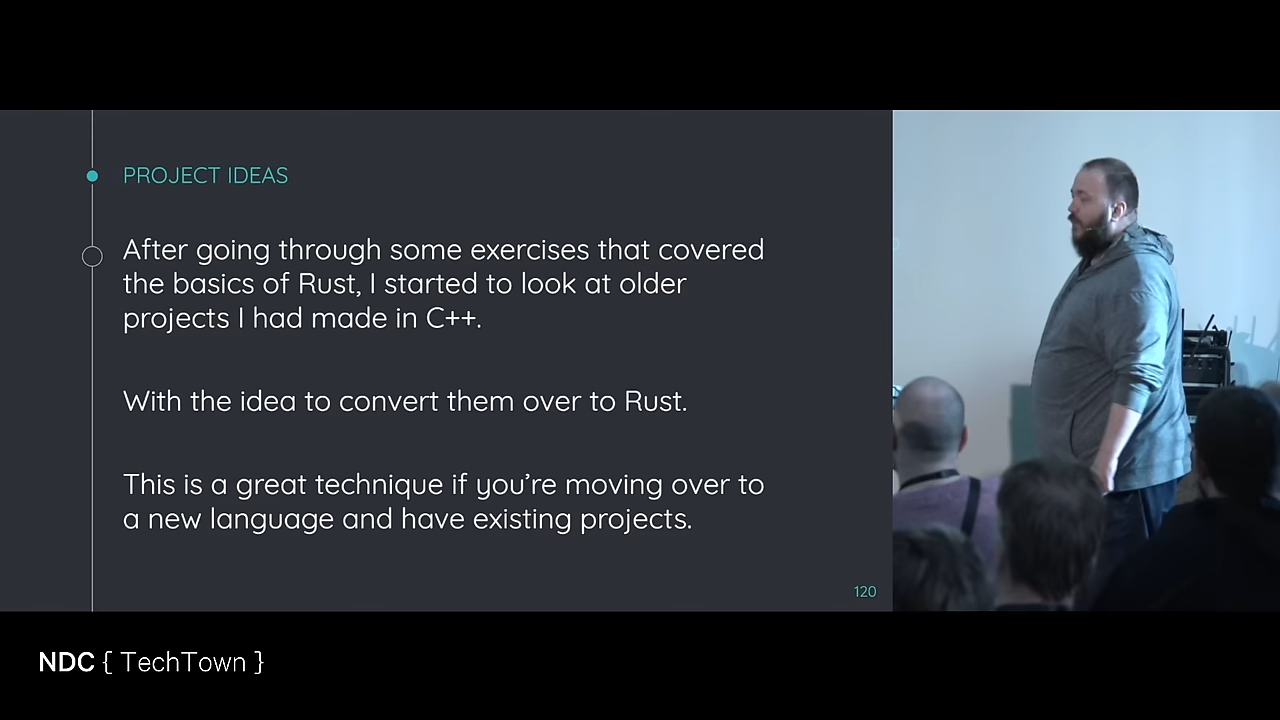 PROJECT IDEAS
After going through some exercises that covered
the basics of Rust, I started to look at older
projects I had made in C++.
With the idea to convert them over to Rust.
This is a great technique if you’re moving over to
a new language and have existing projects.
120
NDC { TechTown }